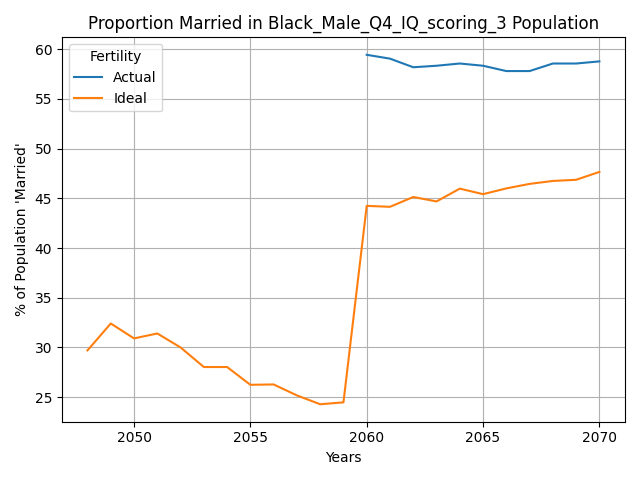 Proportion Married in Black_Male_Q4_IQ_scoring_3 Population
Fertility
Actual
Ideal
% of Population 'Married'
60
55
50
45
40
35
30
25
2050
2055
2060
2065
2070
Years